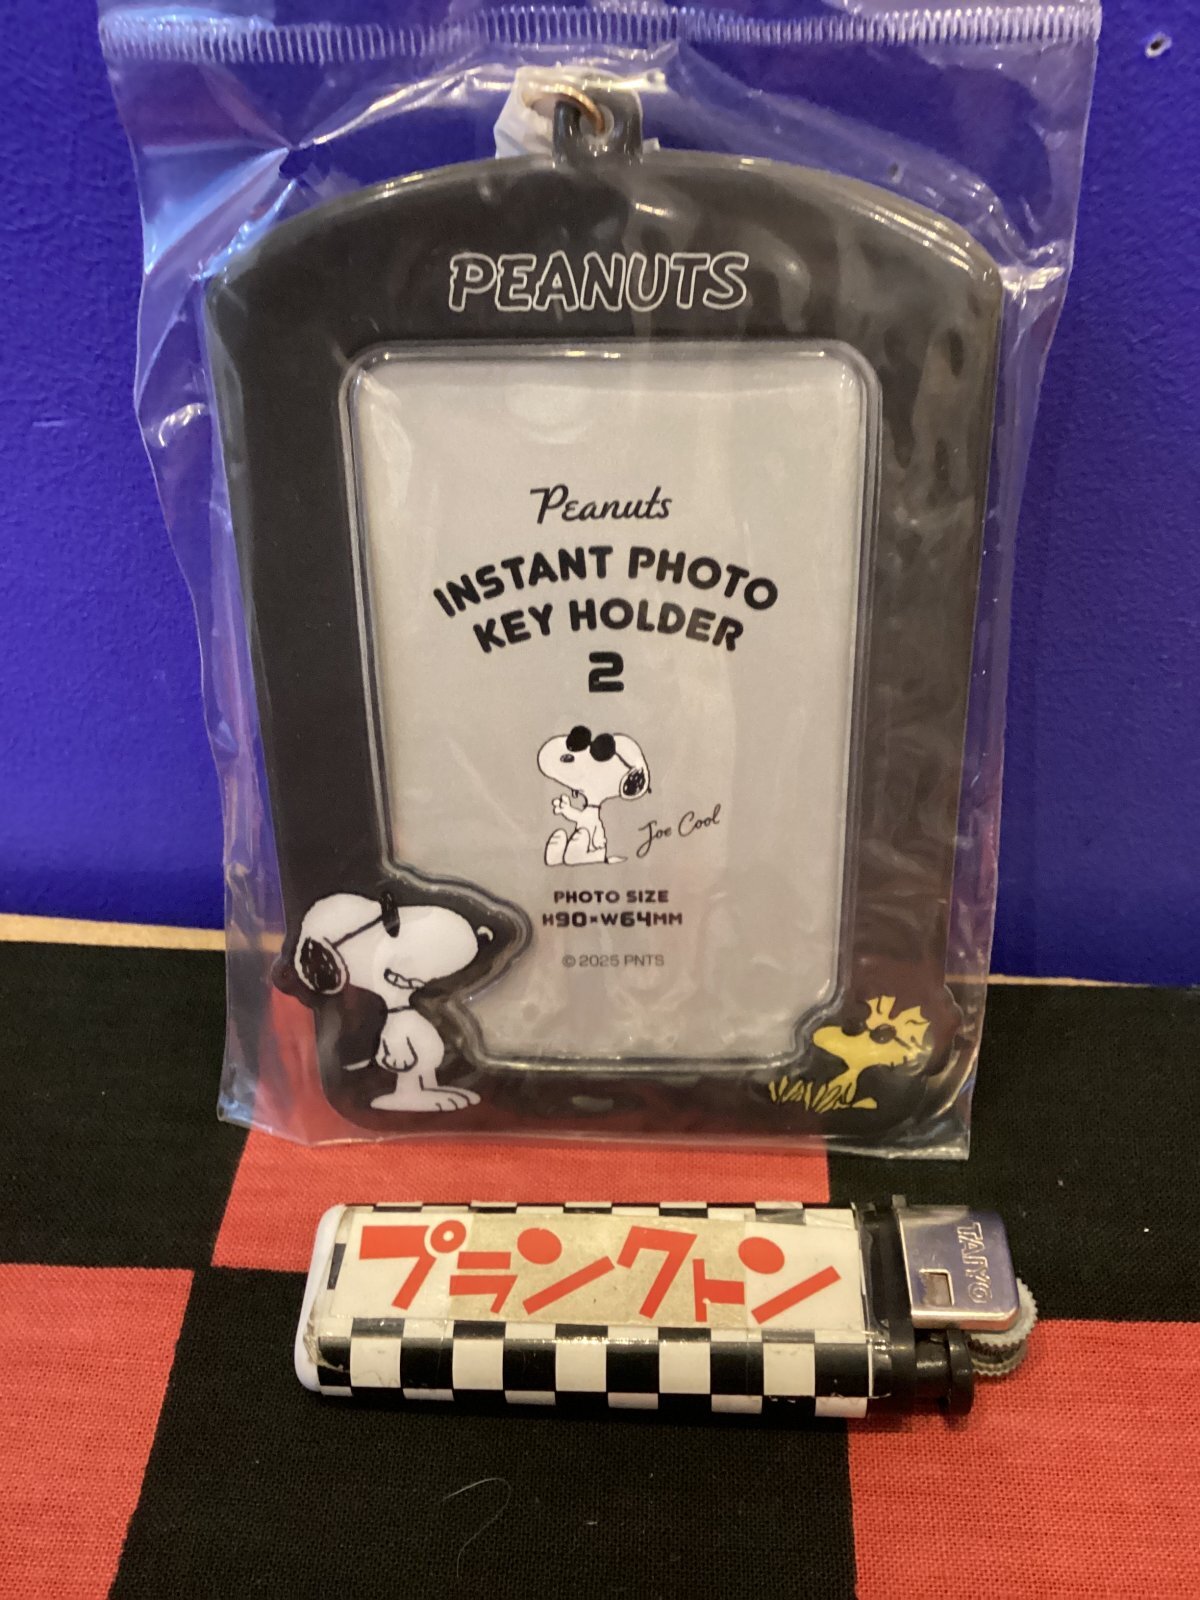 PEANUTS
Peanuts
INSTANT PHOTO
KEY HOLDER
2
Joe Cool
PHOTO SIZE
H90×W64MM
© 2025 PNTS
プランクトン
TAIYO